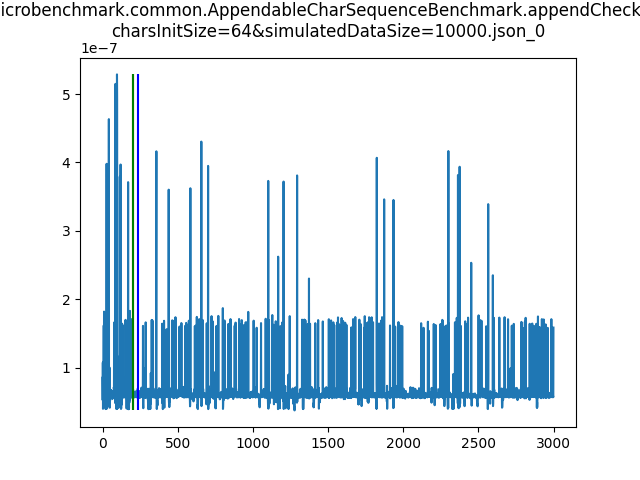 icrobenchmark.common.AppendableCharSequenceBenchmark.appendCheck
charsInitSize=64&simulatedDataSize=10000.json_0
1e−7
5
4
3
2
1
0 500 1000 1500 2000 2500 3000